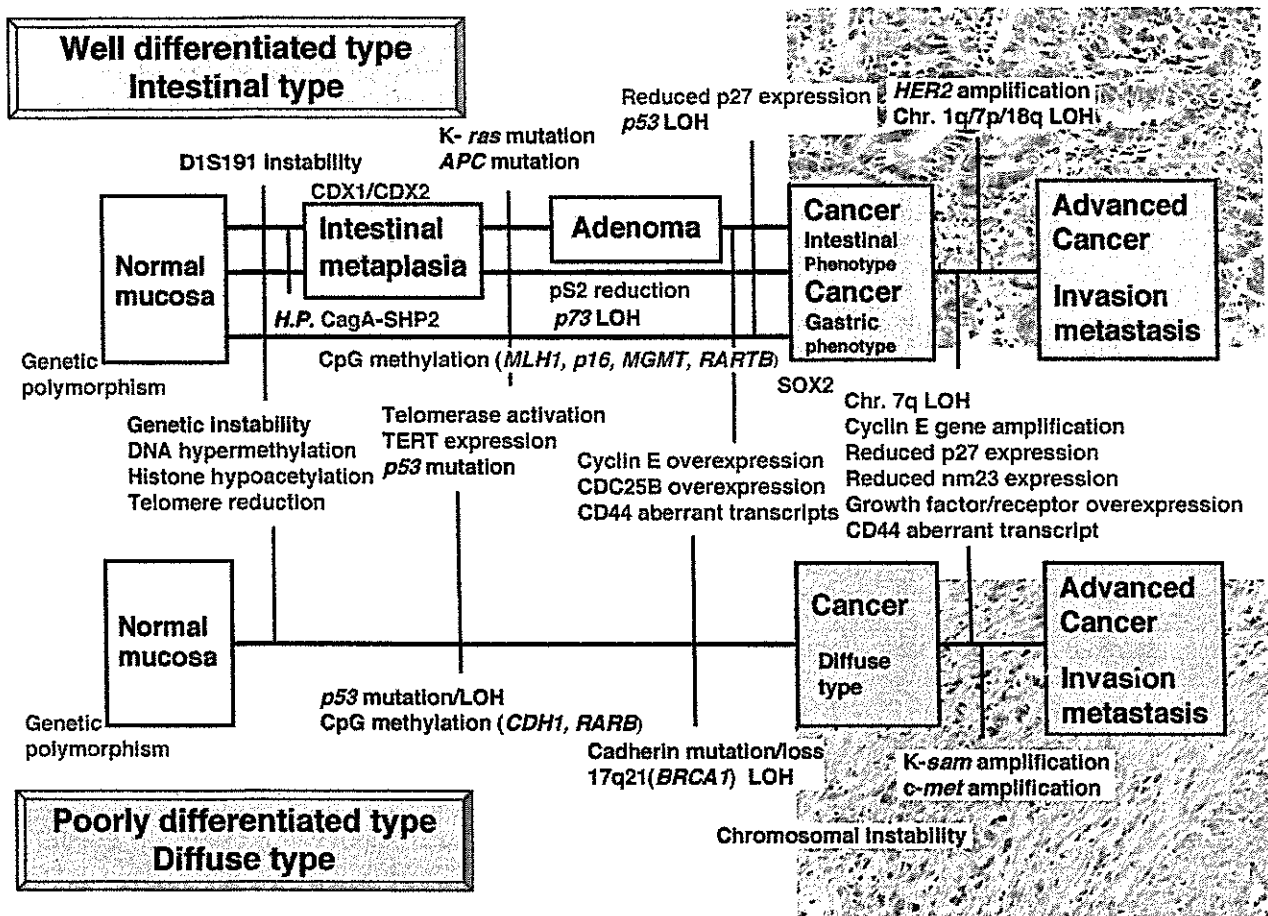 Well differentiated type
Intestinal type
Reduced p27 expression
p53 LOH
HER2 amplification
Chr. 1q/7p/18q LOH
K- ras mutation
APC mutation
D1S191 instability
CDX1/CDX2
Normal
mucosa
Intestinal
metaplasia
Adenoma
Cancer
Intestinal
Phenotype
Cancer
Gastric
phenotype
Advanced
Cancer
Invasion
metastasis
pS2 reduction
p73 LOH
H.P. CagA-SHP2
Genetic
polymorphism
CpG methylation (MLH1, p16, MGMT, RARTB)
SOX2
Genetic instability
DNA hypermethylation
Histone hypoacetylation
Telomere reduction
Telomerase activation
TERT expression
p53 mutation
Cyclin E overexpression
CDC25B overexpression
CD44 aberrant transcripts
Chr. 7q LOH
Cyclin E gene amplification
Reduced p27 expression
Reduced nm23 expression
Growth factor/receptor overexpression
CD44 aberrant transcript
Normal
mucosa
Cancer
Diffuse
type
Advanced
Cancer
Invasion
metastasis
Genetic
polymorphism
p53 mutation/LOH
CpG methylation (CDH1, RARB)
Cadherin mutation/loss
17q21(BRCA1) LOH
K-sam amplification
c-met amplification
Poorly differentiated type
Diffuse type
Chromosomal instability